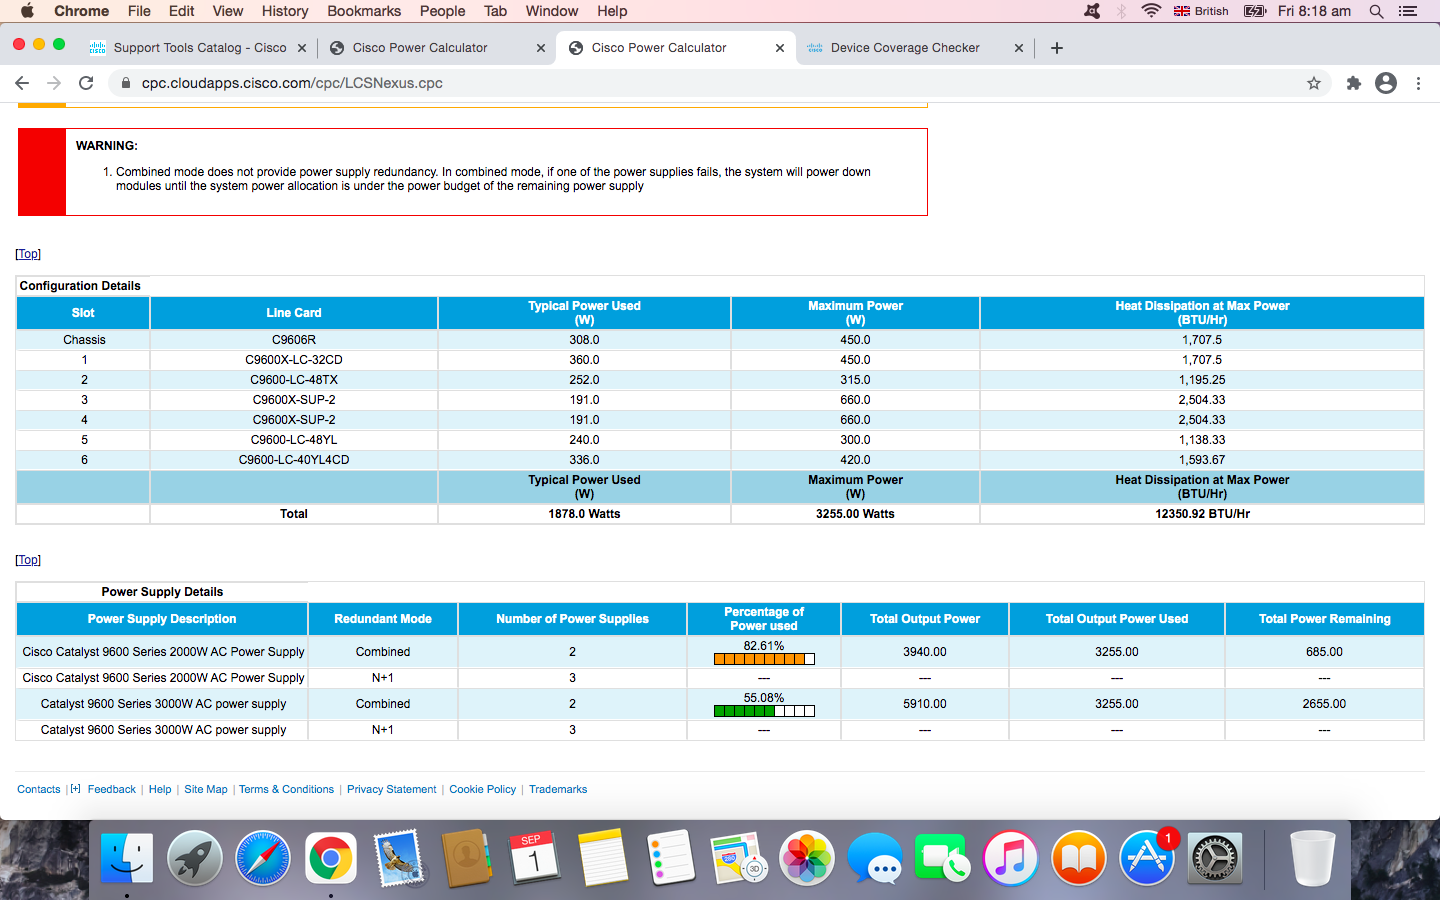 Chrome File Edit View History Bookmarks People Tab Window Help British Fri 8:18 am
Support Tools Catalog - Cisco Cisco Power Calculator Cisco Power Calculator Device Coverage Checker
cpc.cloudapps.cisco.com/cpc/LCSNexus.cpc
WARNING:
1. Combined mode does not provide power supply redundancy. In combined mode, if one of the power supplies fails, the system will power down
modules until the system power allocation is under the power budget of the remaining power supply
[Top]
Configuration Details
Slot Line Card Typical Power Used (W) Maximum Power (W) Heat Dissipation at Max Power (BTU/Hr)
Chassis C9606R 308.0 450.0 1,707.5
1 C9600X-LC-32CD 360.0 450.0 1,707.5
2 C9600-LC-48TX 252.0 315.0 1,195.25
3 C9600X-SUP-2 191.0 660.0 2,504.33
4 C9600X-SUP-2 191.0 660.0 2,504.33
5 C9600-LC-48YL 240.0 300.0 1,138.33
6 C9600-LC-40YL4CD 336.0 420.0 1,593.67
Typical Power Used (W) Maximum Power (W) Heat Dissipation at Max Power (BTU/Hr)
Total 1878.0 Watts 3255.00 Watts 12350.92 BTU/Hr
[Top]
Power Supply Details
Power Supply Description Redundant Mode Number of Power Supplies Percentage of Power used Total Output Power Total Output Power Used Total Power Remaining
Cisco Catalyst 9600 Series 2000W AC Power Supply Combined 2 82.61% 3940.00 3255.00 685.00
Cisco Catalyst 9600 Series 2000W AC Power Supply N+1 3 --- --- --- ---
Catalyst 9600 Series 3000W AC power supply Combined 2 55.08% 5910.00 3255.00 2655.00
Catalyst 9600 Series 3000W AC power supply N+1 3 --- --- --- ---
Contacts | [+] Feedback | Help | Site Map | Terms & Conditions | Privacy Statement | Cookie Policy | Trademarks
SEP
1
280
3D
1